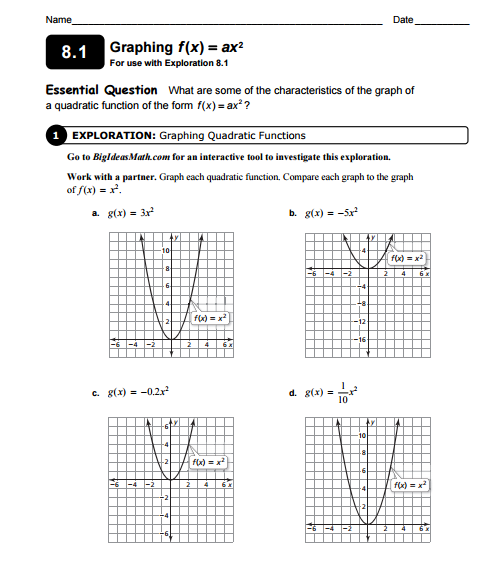 Name Date
8.1 Graphing f(x) = ax²
For use with Exploration 8.1
Essential Question What are some of the characteristics of the graph of
a quadratic function of the form f(x) = ax²?
1 EXPLORATION: Graphing Quadratic Functions
Go to BigIdeasMath.com for an interactive tool to investigate this exploration.
Work with a partner. Graph each quadratic function. Compare each graph to the graph
of f(x) = x².
a. g(x) = 3x²
y
10
8
6
4
2
f(x) = x²
-6 -4 -2 2 4 6 x
b. g(x) = -5x²
y
4
f(x) = x²
-6 -4 -2 2 4 6 x
-4
-8
-12
-16
c. g(x) = -0.2x²
6 y
4
2
f(x) = x²
-6 -4 -2 2 4 6 x
-2
-4
-6
d. g(x) = 1/10 x²
y
10
8
6
4
2
f(x) = x²
-6 -4 -2 2 4 6 x